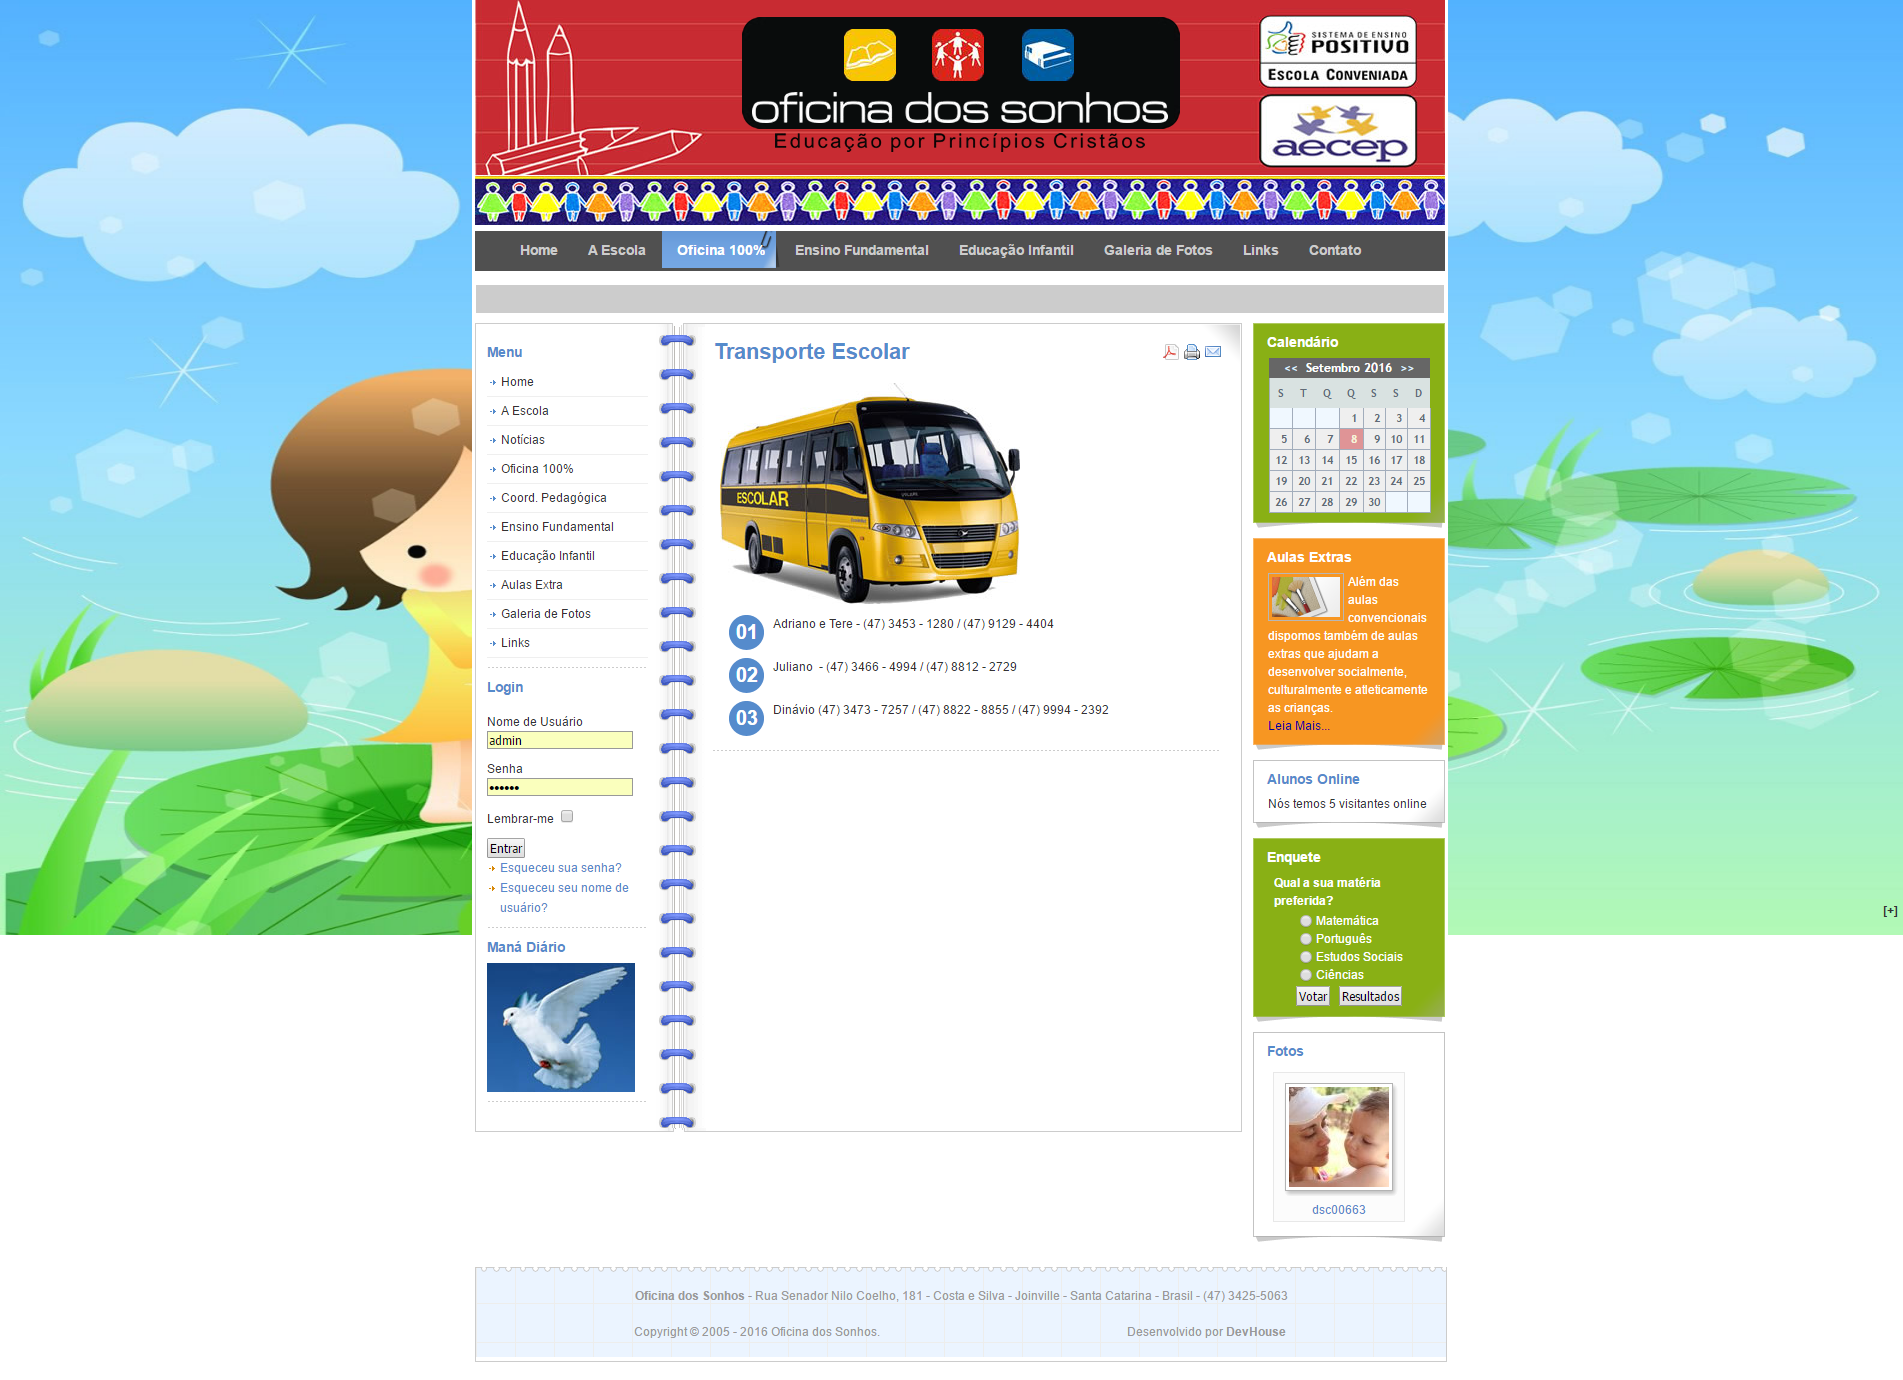 SISTEMA DE ENSINO
POSITIVO
ESCOLA CONVENIADA
oficina dos sonhos
Educação por Princípios Cristãos
aecep
Home A Escola Oficina 100% Ensino Fundamental Educação Infantil Galeria de Fotos Links Contato
Menu
Home
A Escola
Notícias
Oficina 100%
Coord. Pedagógica
Ensino Fundamental
Educação Infantil
Aulas Extra
Galeria de Fotos
Links
Login
Nome de Usuário
admin
Senha
••••••
Lembrar-me
Entrar
Esqueceu sua senha?
Esqueceu seu nome de
usuário?
Maná Diário
Transporte Escolar
ESCOLAR
01 Adriano e Tere - (47) 3453 - 1280 / (47) 9129 - 4404
02 Juliano - (47) 3466 - 4994 / (47) 8812 - 2729
03 Dinávio (47) 3473 - 7257 / (47) 8822 - 8855 / (47) 9994 - 2392
Calendário
<< Setembro 2016 >>
S T Q Q S S D
1 2 3 4
5 6 7 8 9 10 11
12 13 14 15 16 17 18
19 20 21 22 23 24 25
26 27 28 29 30
Aulas Extras
Além das
aulas
convencionais
dispomos também de aulas
extras que ajudam a
desenvolver socialmente,
culturalmente e atleticamente
as crianças.
Leia Mais...
Alunos Online
Nós temos 5 visitantes online
Enquete
Qual a sua matéria
preferida?
Matemática
Português
Estudos Sociais
Ciências
Votar Resultados
[+]
Fotos
dsc00663
Oficina dos Sonhos - Rua Senador Nilo Coelho, 181 - Costa e Silva - Joinville - Santa Catarina - Brasil - (47) 3425-5063
Copyright © 2005 - 2016 Oficina dos Sonhos. Desenvolvido por DevHouse